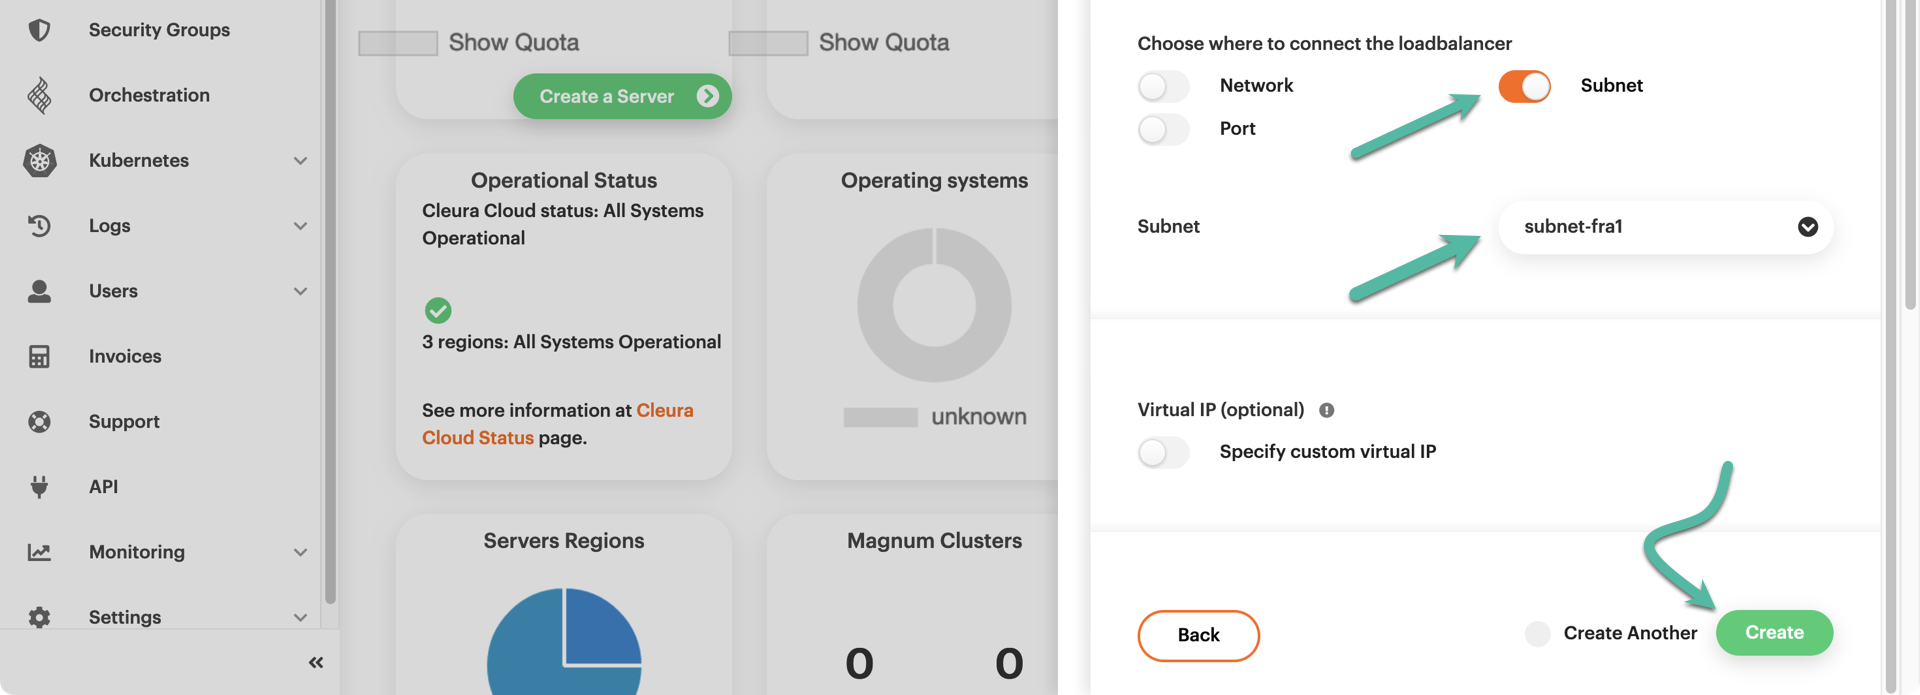 Security Groups
Orchestration
Kubernetes
Logs
Users
Invoices
Support
API
Monitoring
Settings
Show Quota
Show Quota
Create a Server
Operational Status
Cleura Cloud status: All Systems
Operational
3 regions: All Systems Operational
See more information at Cleura
Cloud Status page.
Operating systems
unknown
Servers Regions
Magnum Clusters
0 0
Choose where to connect the loadbalancer
Network
Subnet
Port
Subnet
subnet-fra1
Virtual IP (optional)
Specify custom virtual IP
Back
Create Another
Create